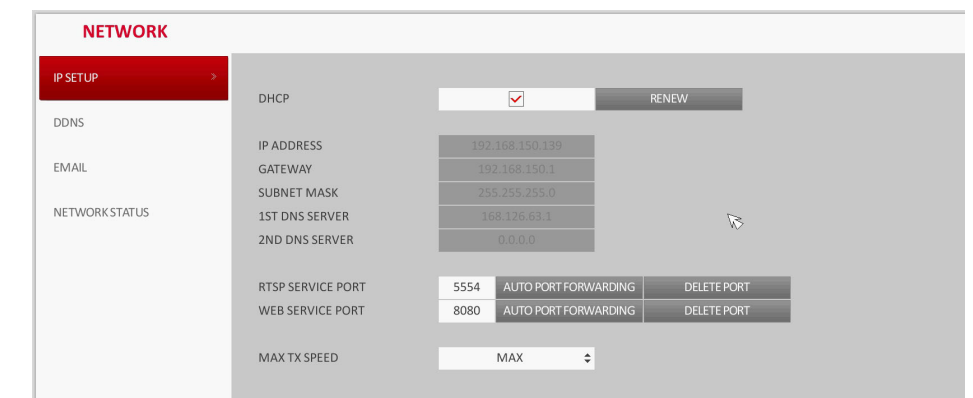 NETWORK
IP SETUP >
DHCP RENEW
DDNS
IP ADDRESS 192.168.150.139
EMAIL
GATEWAY 192.168.150.1
SUBNET MASK 255.255.255.0
NETWORK STATUS
1ST DNS SERVER 168.126.63.1
2ND DNS SERVER 0.0.0.0
RTSP SERVICE PORT 5554 AUTO PORT FORWARDING DELETE PORT
WEB SERVICE PORT 8080 AUTO PORT FORWARDING DELETE PORT
MAX TX SPEED MAX